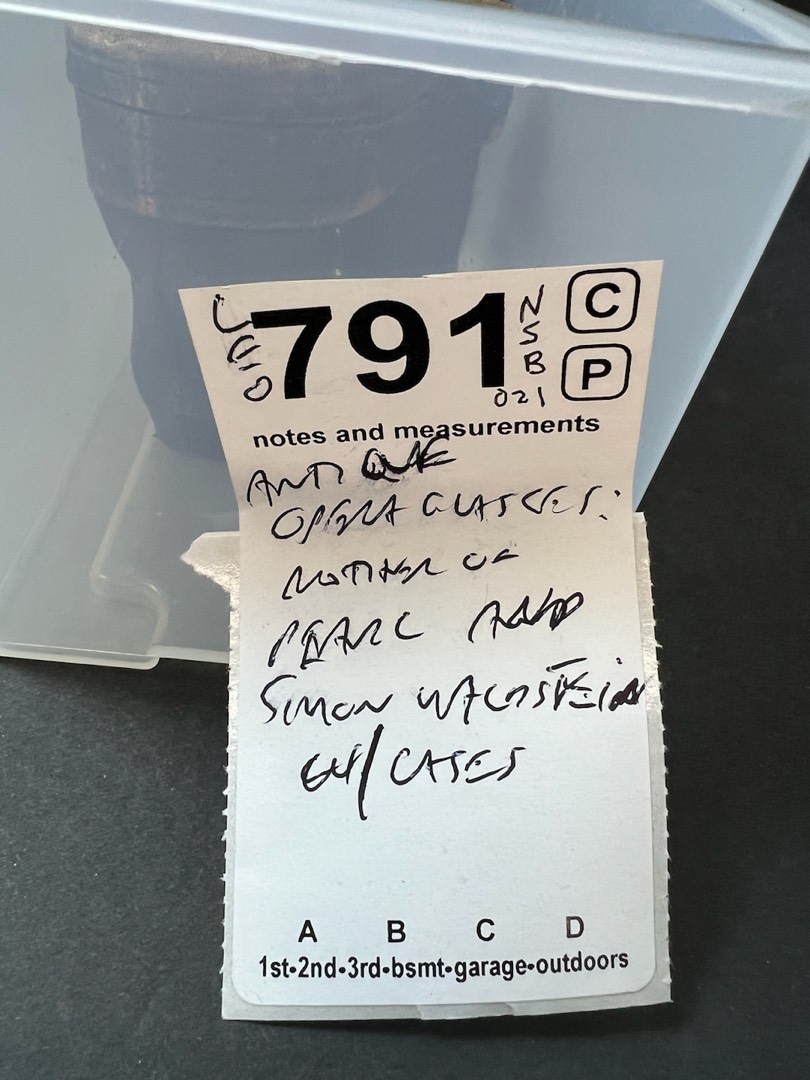 791
N
S
B
021
C
P
notes and measurements
ANTIQUE
OPERA GLASSES:
MOTHER OF
PEARL AND
SIMON WACHSTEIN
W/ CASES
A B C D
1st•2nd•3rd•bsmt•garage•outdoors